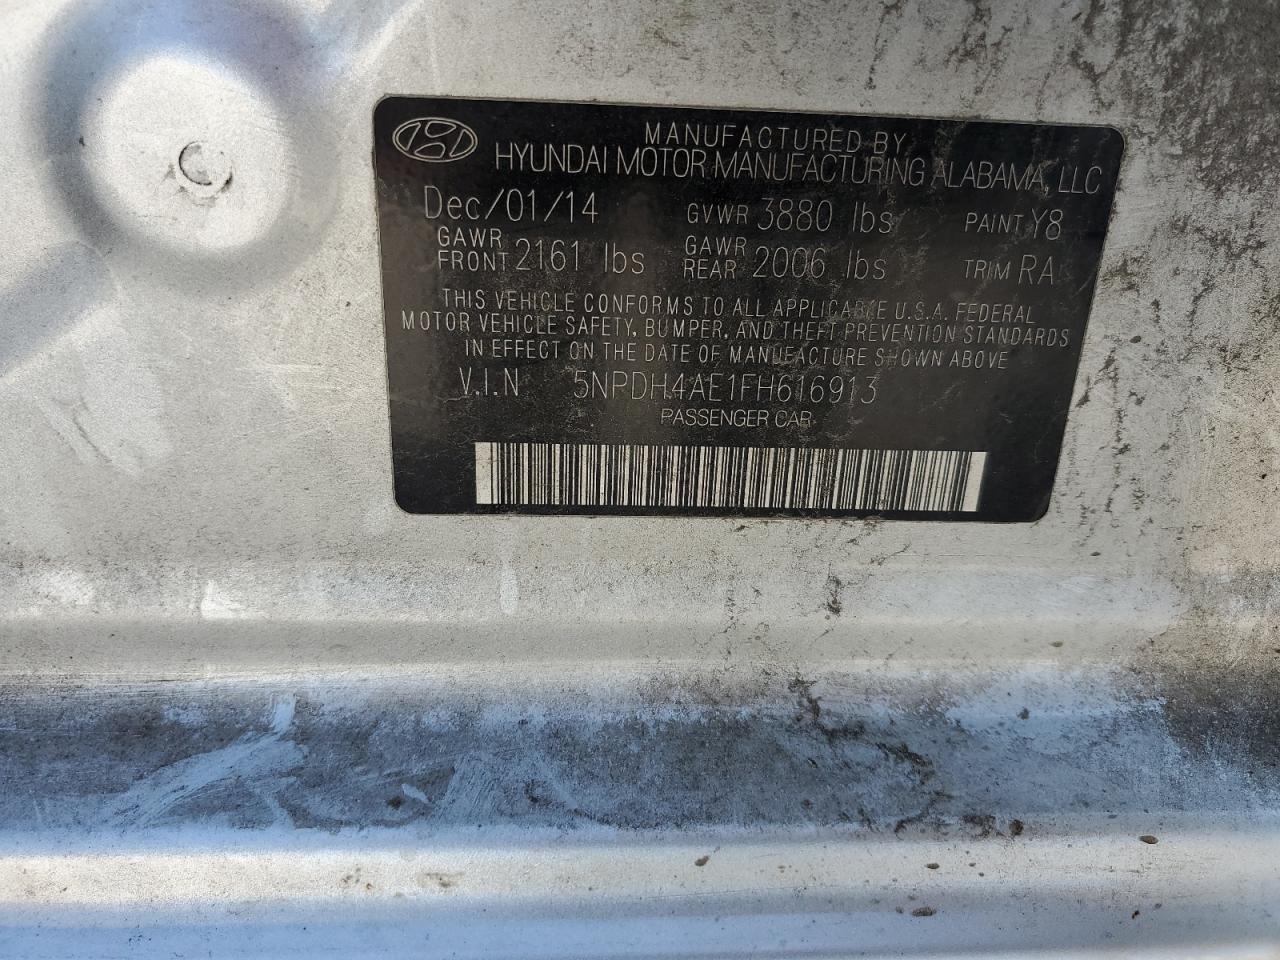 MANUFACTURED BY
HYUNDAI MOTOR MANUFACTURING ALABAMA, LLC
Dec/01/14 GVWR 3880 lbs PAINT Y8
GAWR FRONT 2161 lbs GAWR REAR 2006 lbs TRIM RA
THIS VEHICLE CONFORMS TO ALL APPLICABLE U.S.A. FEDERAL
MOTOR VEHICLE SAFETY, BUMPER, AND THEFT PREVENTION STANDARDS
IN EFFECT ON THE DATE OF MANUFACTURE SHOWN ABOVE
V.I.N 5NPDH4AE1FH616913
PASSENGER CAR